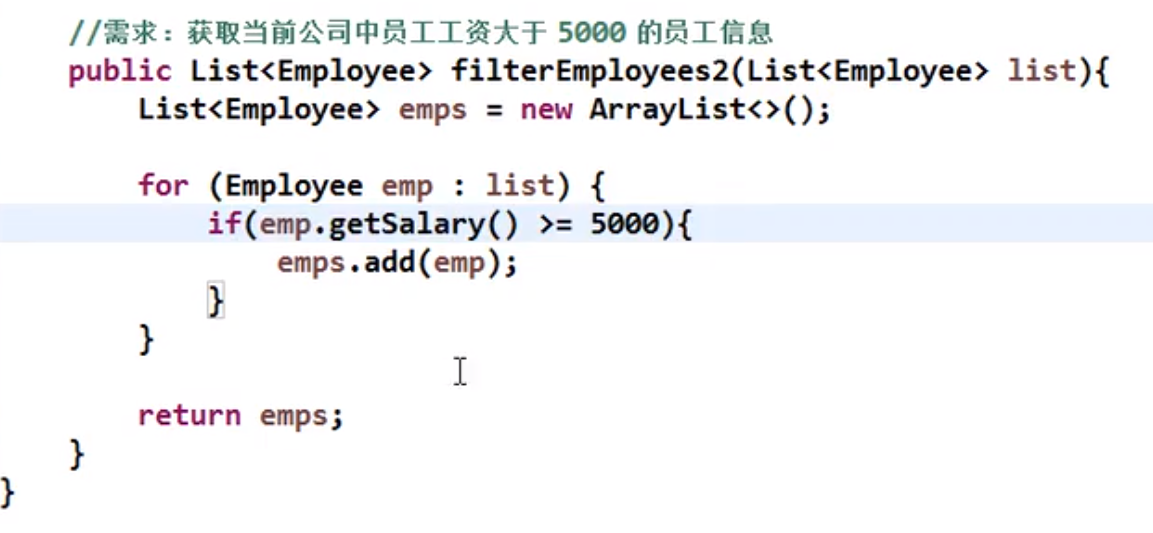 //需求：获取当前公司中员工工资大于 5000 的员工信息
public List<Employee> filterEmployees2(List<Employee> list){
List<Employee> emps = new ArrayList<>();
for (Employee emp : list) {
if(emp.getSalary() >= 5000){
emps.add(emp);
}
}
return emps;
}
}